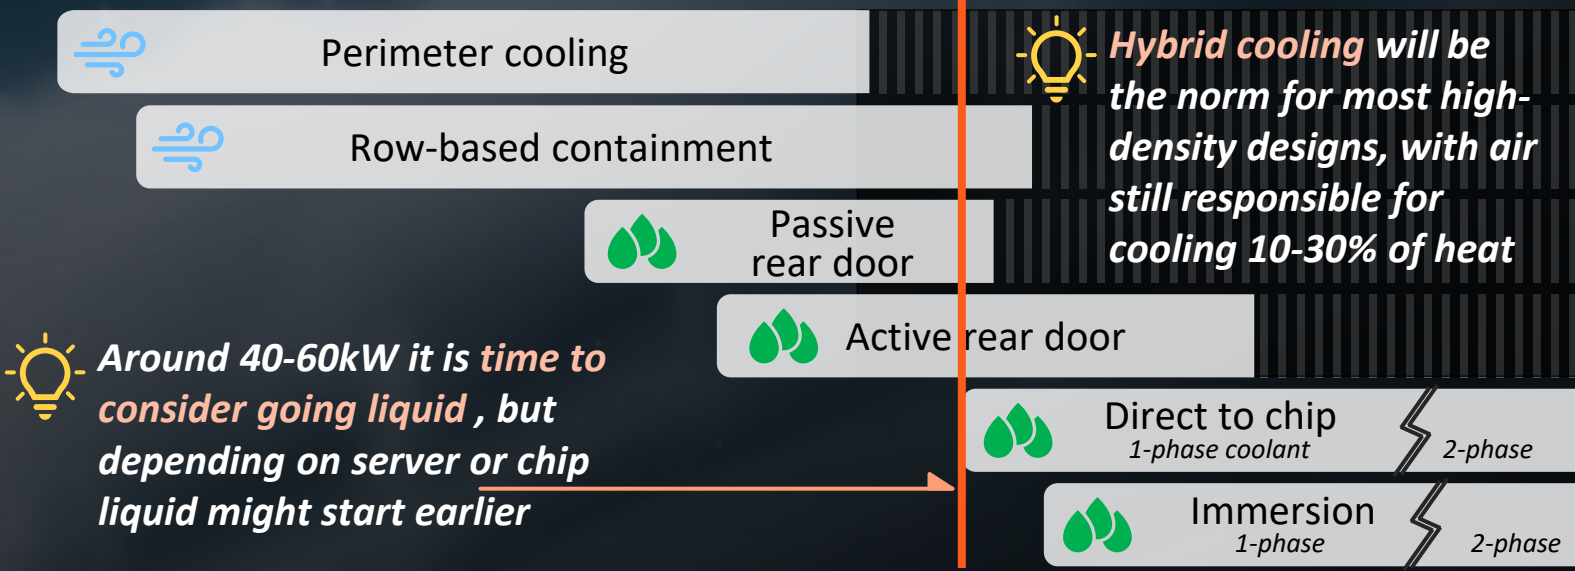 Perimeter cooling
Row-based containment
Passive
rear door
Active rear door
Direct to chip
1-phase coolant
2-phase
Immersion
1-phase
2-phase
Hybrid cooling will be
the norm for most high-
density designs, with air
still responsible for
cooling 10-30% of heat
Around 40-60kW it is time to
consider going liquid , but
depending on server or chip
liquid might start earlier